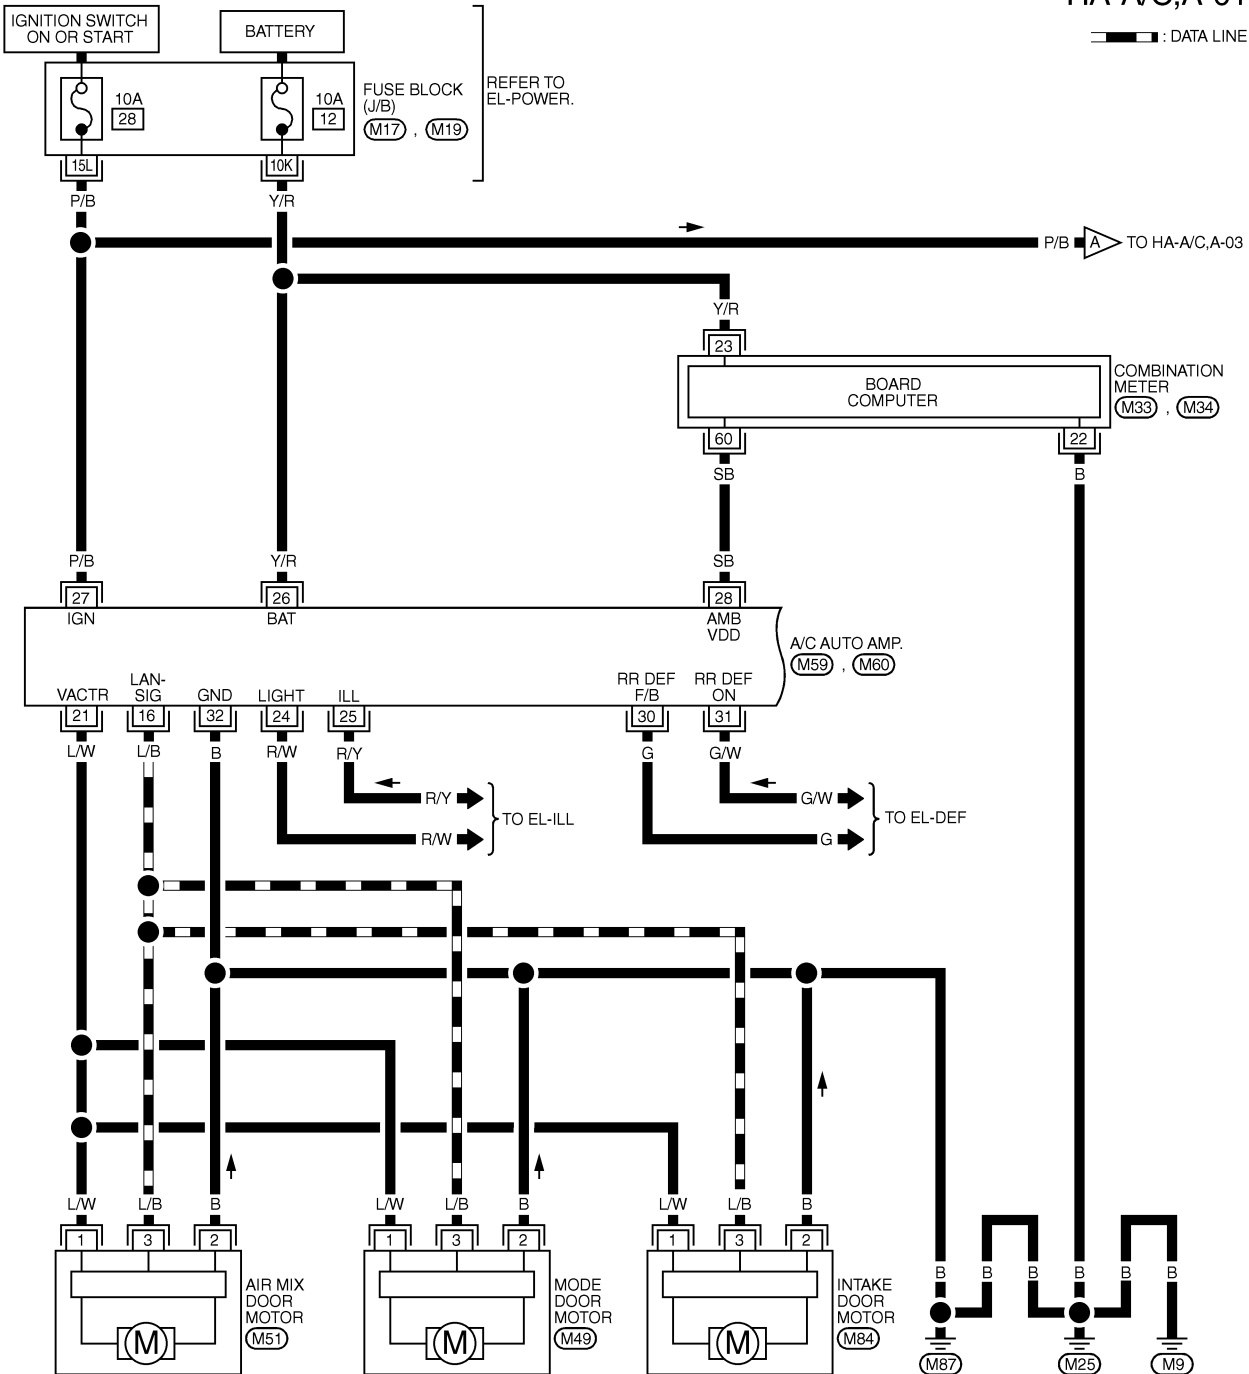 HA-A/C,A-01
: DATA LINE
IGNITION SWITCH
ON OR START
BATTERY
REFER TO
EL-POWER.
10A
28
10A
12
FUSE BLOCK
(J/B)
M17 , M19
15L
10K
P/B
Y/R
P/B
A
TO HA-A/C,A-03
Y/R
23
BOARD
COMPUTER
COMBINATION
METER
M33 , M34
60
22
SB
B
P/B
Y/R
SB
27
26
28
IGN
BAT
AMB
VDD
A/C AUTO AMP.
M59 , M60
VACTR
LAN-
SIG
GND
LIGHT
ILL
RR DEF
F/B
RR DEF
ON
21
16
32
24
25
30
31
L/W
L/B
B
R/W
R/Y
G
G/W
R/Y
R/W
TO EL-ILL
G/W
G
TO EL-DEF
L/W
L/B
B
L/W
L/B
B
L/W
L/B
B
1
3
2
1
3
2
1
3
2
M
AIR MIX
DOOR
MOTOR
M51
M
MODE
DOOR
MOTOR
M49
M
INTAKE
DOOR
MOTOR
M84
B
B
B
B
B
B
M87
M25
M9